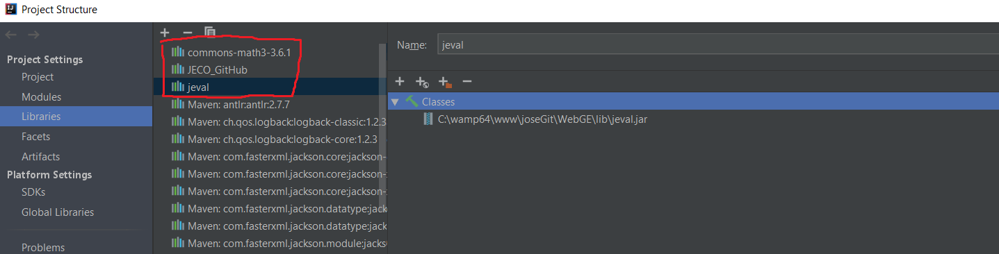 Project Structure
Project Settings
Project
Modules
Libraries
Facets
Artifacts
Platform Settings
SDKs
Global Libraries
Problems
commons-math3-3.6.1
JECO_GitHub
jeval
Maven: antlr:antlr:2.7.7
Maven: ch.qos.logback:logback-classic:1.2.3
Maven: ch.qos.logback:logback-core:1.2.3
Maven: com.fasterxml.jackson.core:jackson-
Maven: com.fasterxml.jackson.core:jackson-
Maven: com.fasterxml.jackson.core:jackson-
Maven: com.fasterxml.jackson.datatype:jack
Maven: com.fasterxml.jackson.datatype:jack
Maven: com.fasterxml.jackson.module:jacks
Name: jeval
Classes
C:\wamp64\www\joseGit\WebGE\lib\jeval.jar